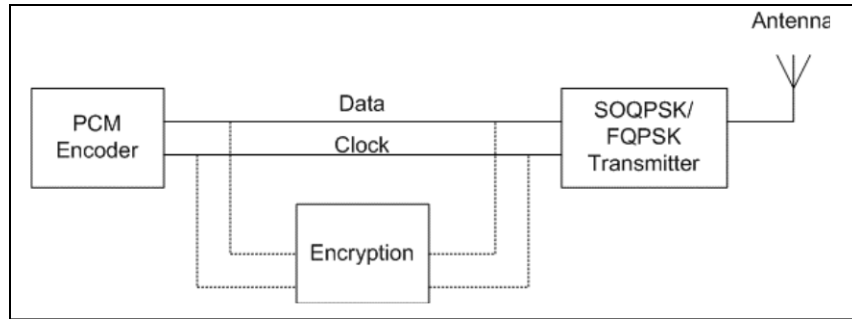 Antenna
PCM
Encoder
Data
Clock
SOQPSK/
FQPSK
Transmitter
Encryption